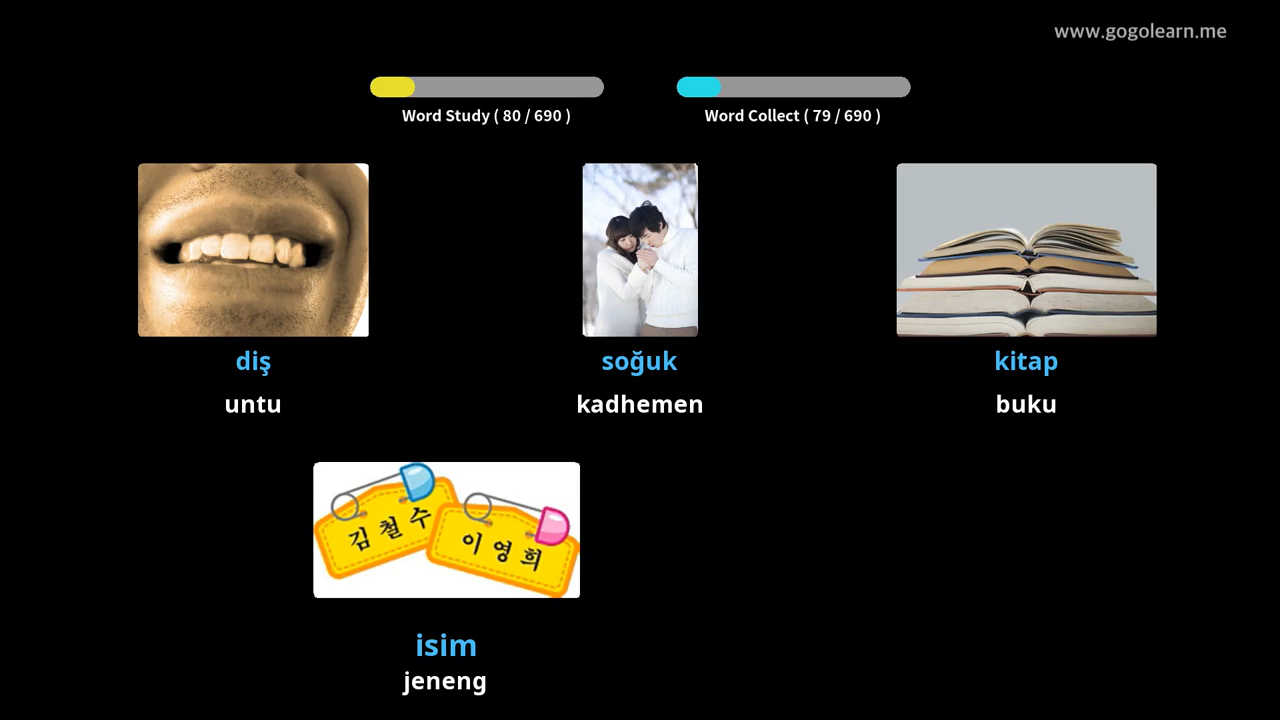 www.gogolearn.me
Word Study ( 80 / 690 )
Word Collect ( 79 / 690 )
diş
soğuk
kitap
untu
kadhemen
buku
김철수
이영희
isim
jeneng